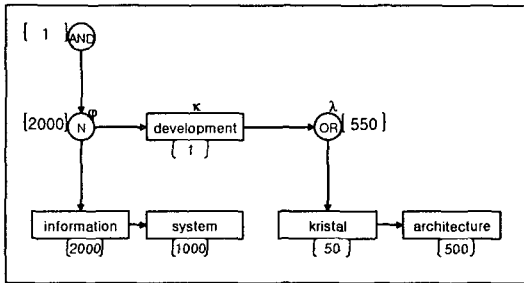 { 1 } AND
φ κ λ
{2000} N development OR {550}
{ 1 }
information system kristal architecture
{2000} {1000} { 50 } { 500 }